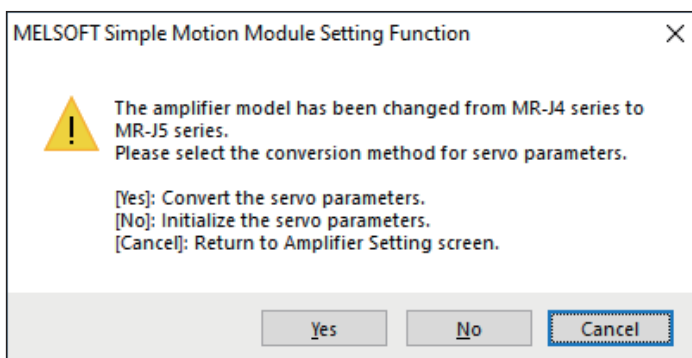 MELSOFT Simple Motion Module Setting Function
The amplifier model has been changed from MR-J4 series to
MR-J5 series.
Please select the conversion method for servo parameters.
[Yes]: Convert the servo parameters.
[No]: Initialize the servo parameters.
[Cancel]: Return to Amplifier Setting screen.
Yes No Cancel